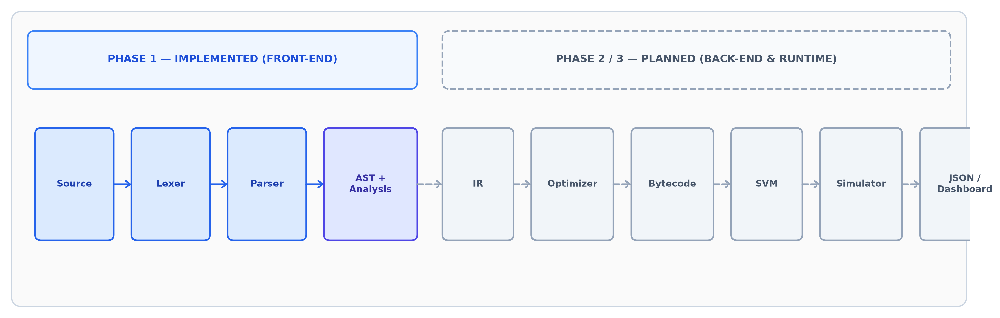 PHASE 1 — IMPLEMENTED (FRONT-END)
PHASE 2 / 3 — PLANNED (BACK-END & RUNTIME)
Source
Lexer
Parser
AST +
Analysis
IR
Optimizer
Bytecode
SVM
Simulator
JSON /
Dashboard